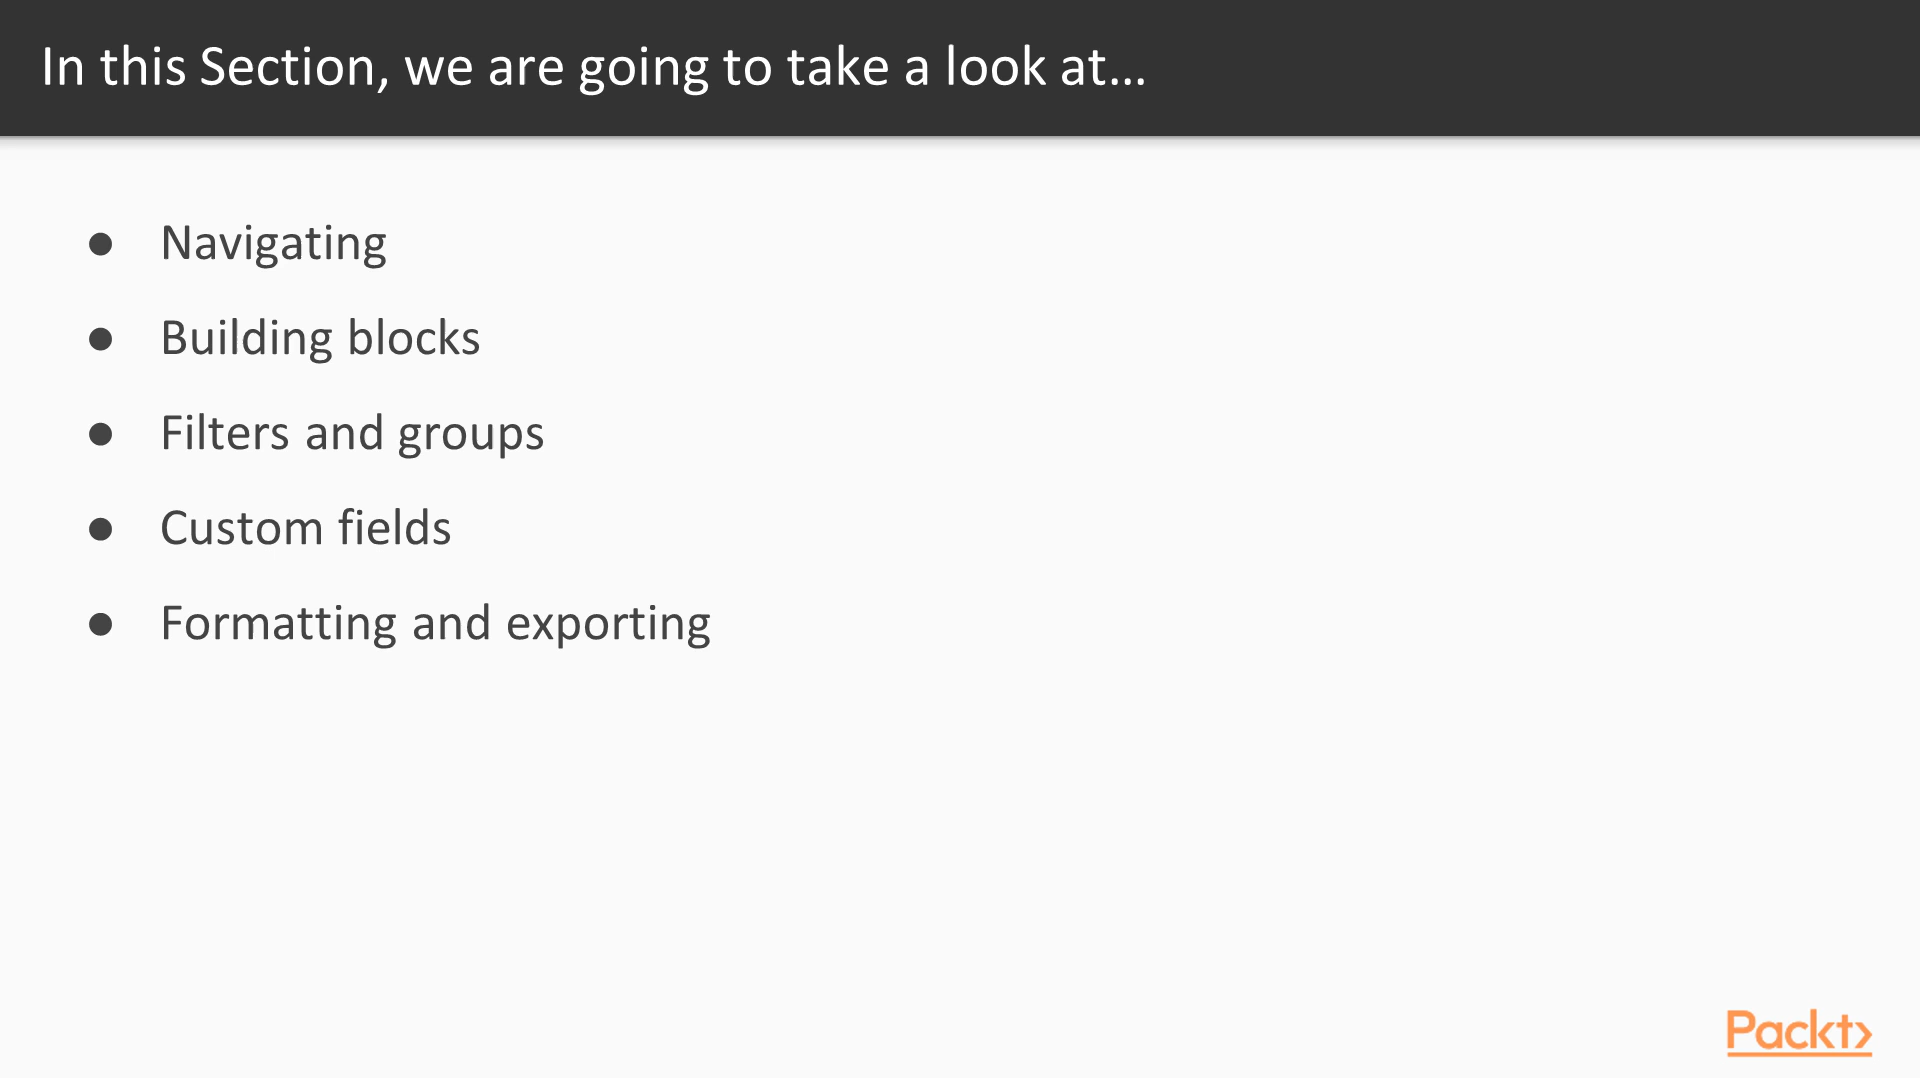 In this Section, we are going to take a look at...
● Navigating
● Building blocks
● Filters and groups
● Custom fields
● Formatting and exporting
Packt>